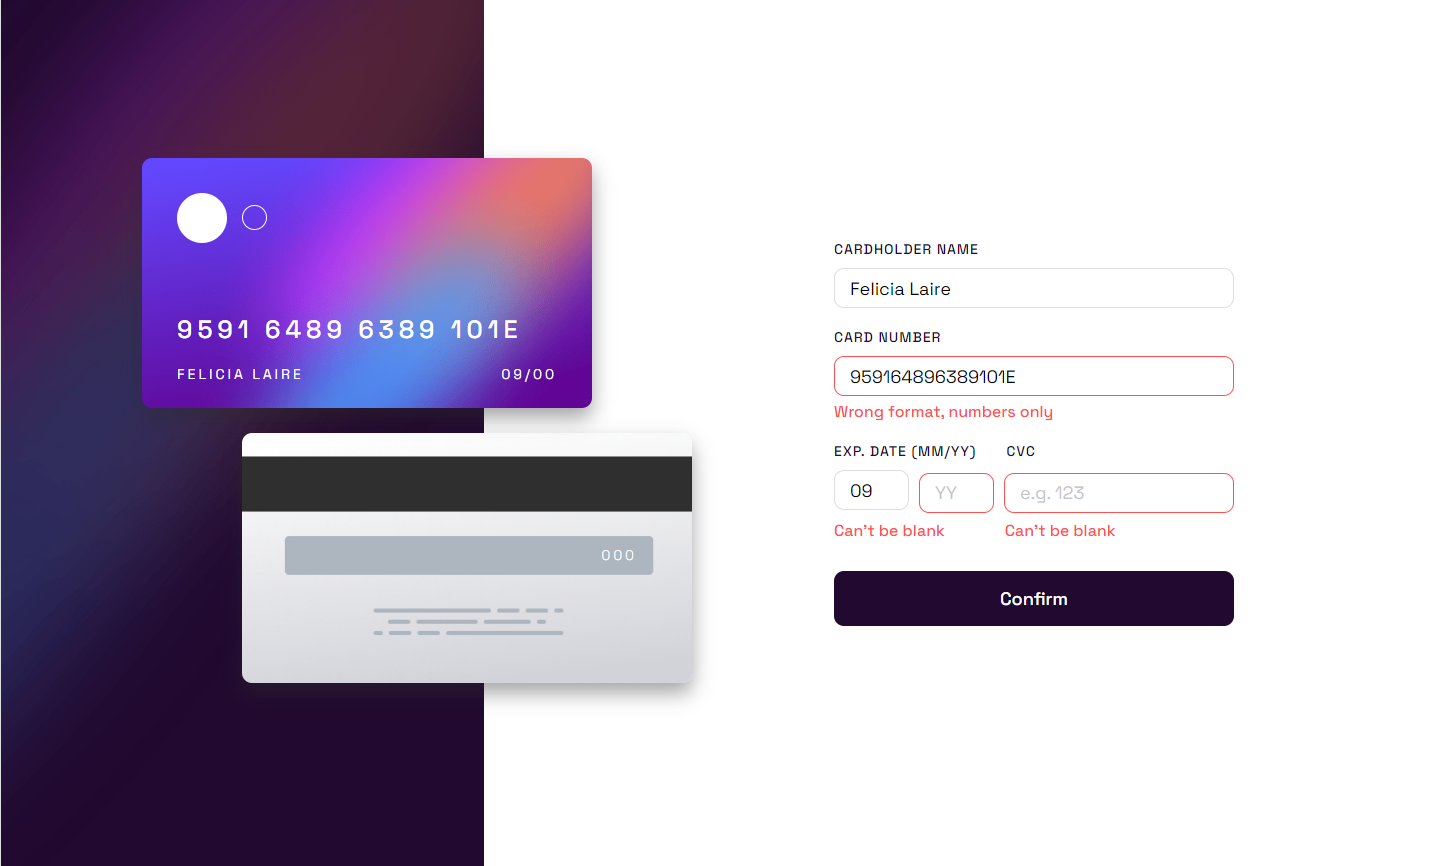 9591 6489 6389 101E
FELICIA LAIRE 09/00
000
CARDHOLDER NAME
Felicia Laire
CARD NUMBER
959164896389101E
Wrong format, numbers only
EXP. DATE (MM/YY) CVC
09 YY e.g. 123
Can't be blank Can't be blank
Confirm